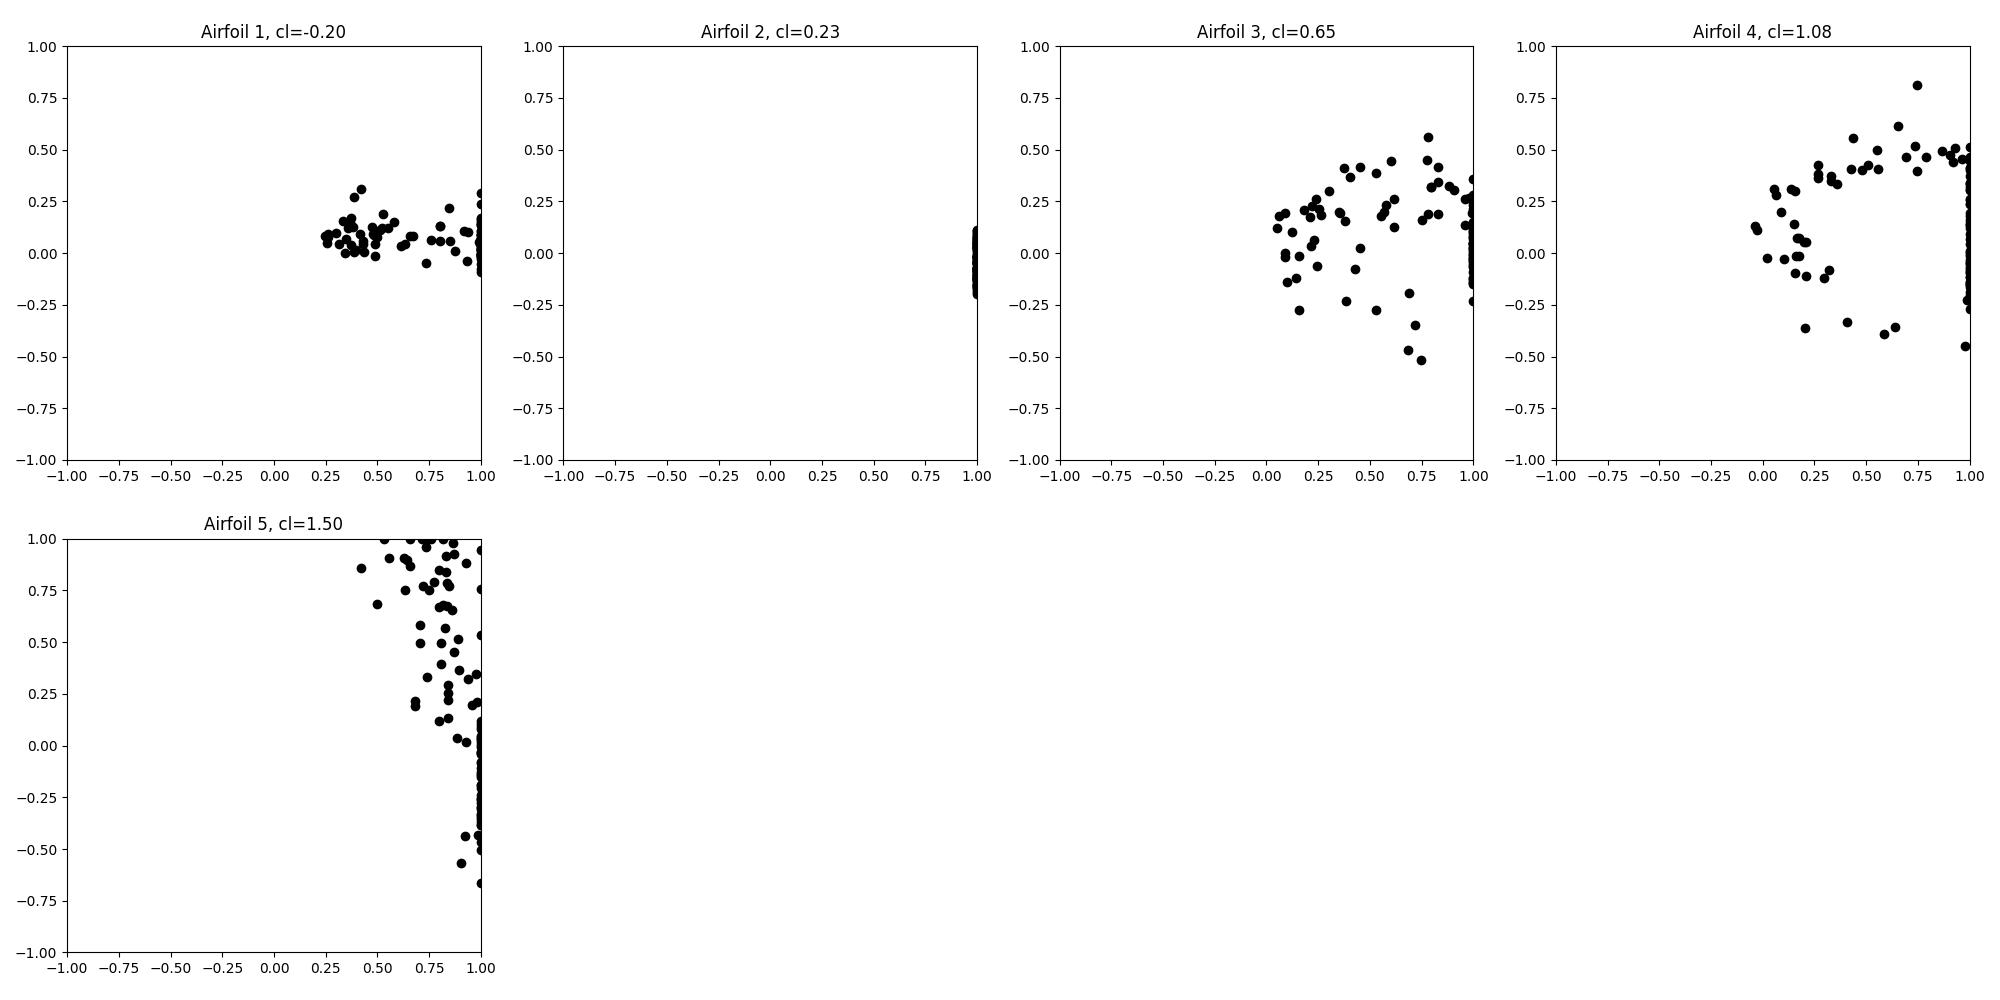 Airfoil 1, cl=-0.20
Airfoil 2, cl=0.23
Airfoil 3, cl=0.65
Airfoil 4, cl=1.08
1.00 1.00 1.00 1.00
0.75 0.75 0.75 0.75
0.50 0.50 0.50 0.50
0.25 0.25 0.25 0.25
0.00 0.00 0.00 0.00
−0.25 −0.25 −0.25 −0.25
−0.50 −0.50 −0.50 −0.50
−0.75 −0.75 −0.75 −0.75
−1.00 −1.00 −1.00 −1.00
−1.00 −0.75 −0.50 −0.25 0.00 0.25 0.50 0.75 1.00
−1.00 −0.75 −0.50 −0.25 0.00 0.25 0.50 0.75 1.00
−1.00 −0.75 −0.50 −0.25 0.00 0.25 0.50 0.75 1.00
−1.00 −0.75 −0.50 −0.25 0.00 0.25 0.50 0.75 1.00
Airfoil 5, cl=1.50
1.00
0.75
0.50
0.25
0.00
−0.25
−0.50
−0.75
−1.00
−1.00 −0.75 −0.50 −0.25 0.00 0.25 0.50 0.75 1.00